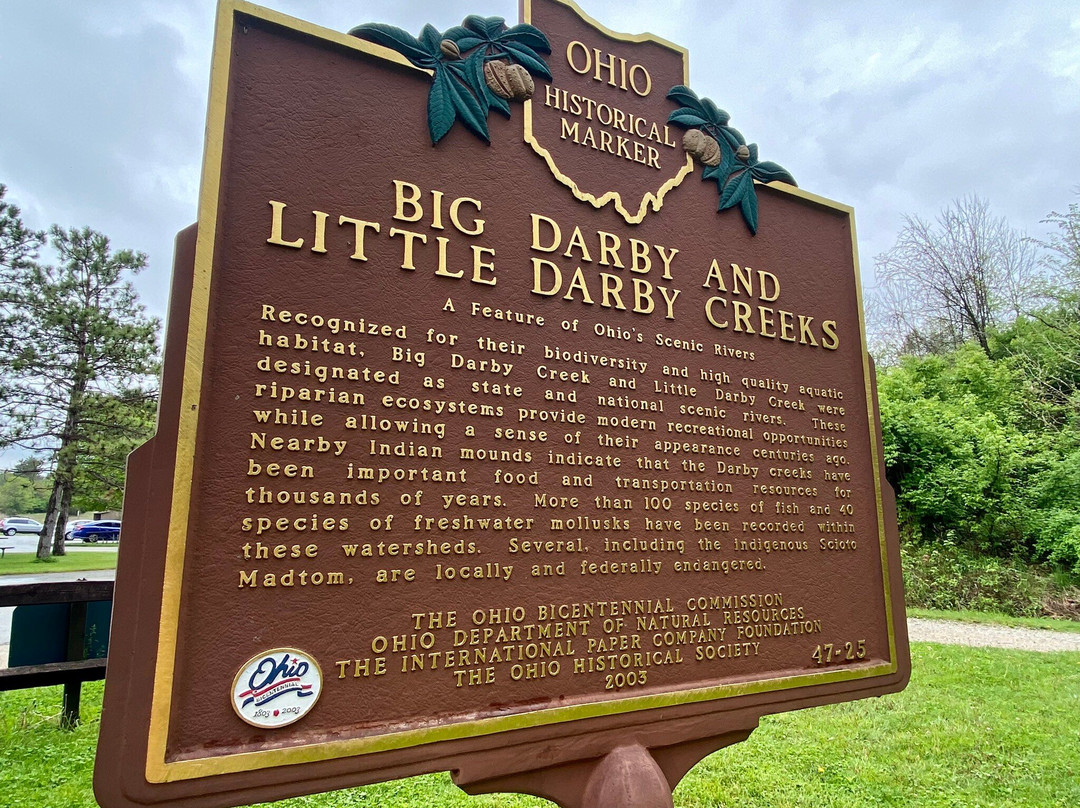 OHIO
HISTORICAL
MARKER
BIG DARBY AND
LITTLE DARBY CREEKS
A Feature of Ohio's Scenic Rivers
Recognized for their biodiversity and high quality aquatic
habitat, Big Darby Creek and Little Darby Creek were
designated as state and national scenic rivers. These
riparian ecosystems provide modern recreational opportunities
while allowing a sense of their appearance centuries ago.
Nearby Indian mounds indicate that the Darby creeks have
been important food and transportation resources for
thousands of years. More than 100 species of fish and 40
species of freshwater mollusks have been recorded within
these watersheds. Several, including the indigenous Scioto
Madtom, are locally and federally endangered.
THE OHIO BICENTENNIAL COMMISSION
OHIO DEPARTMENT OF NATURAL RESOURCES
THE INTERNATIONAL PAPER COMPANY FOUNDATION
THE OHIO HISTORICAL SOCIETY
2003
47-25
Ohio
BICENTENNIAL
1803 2003